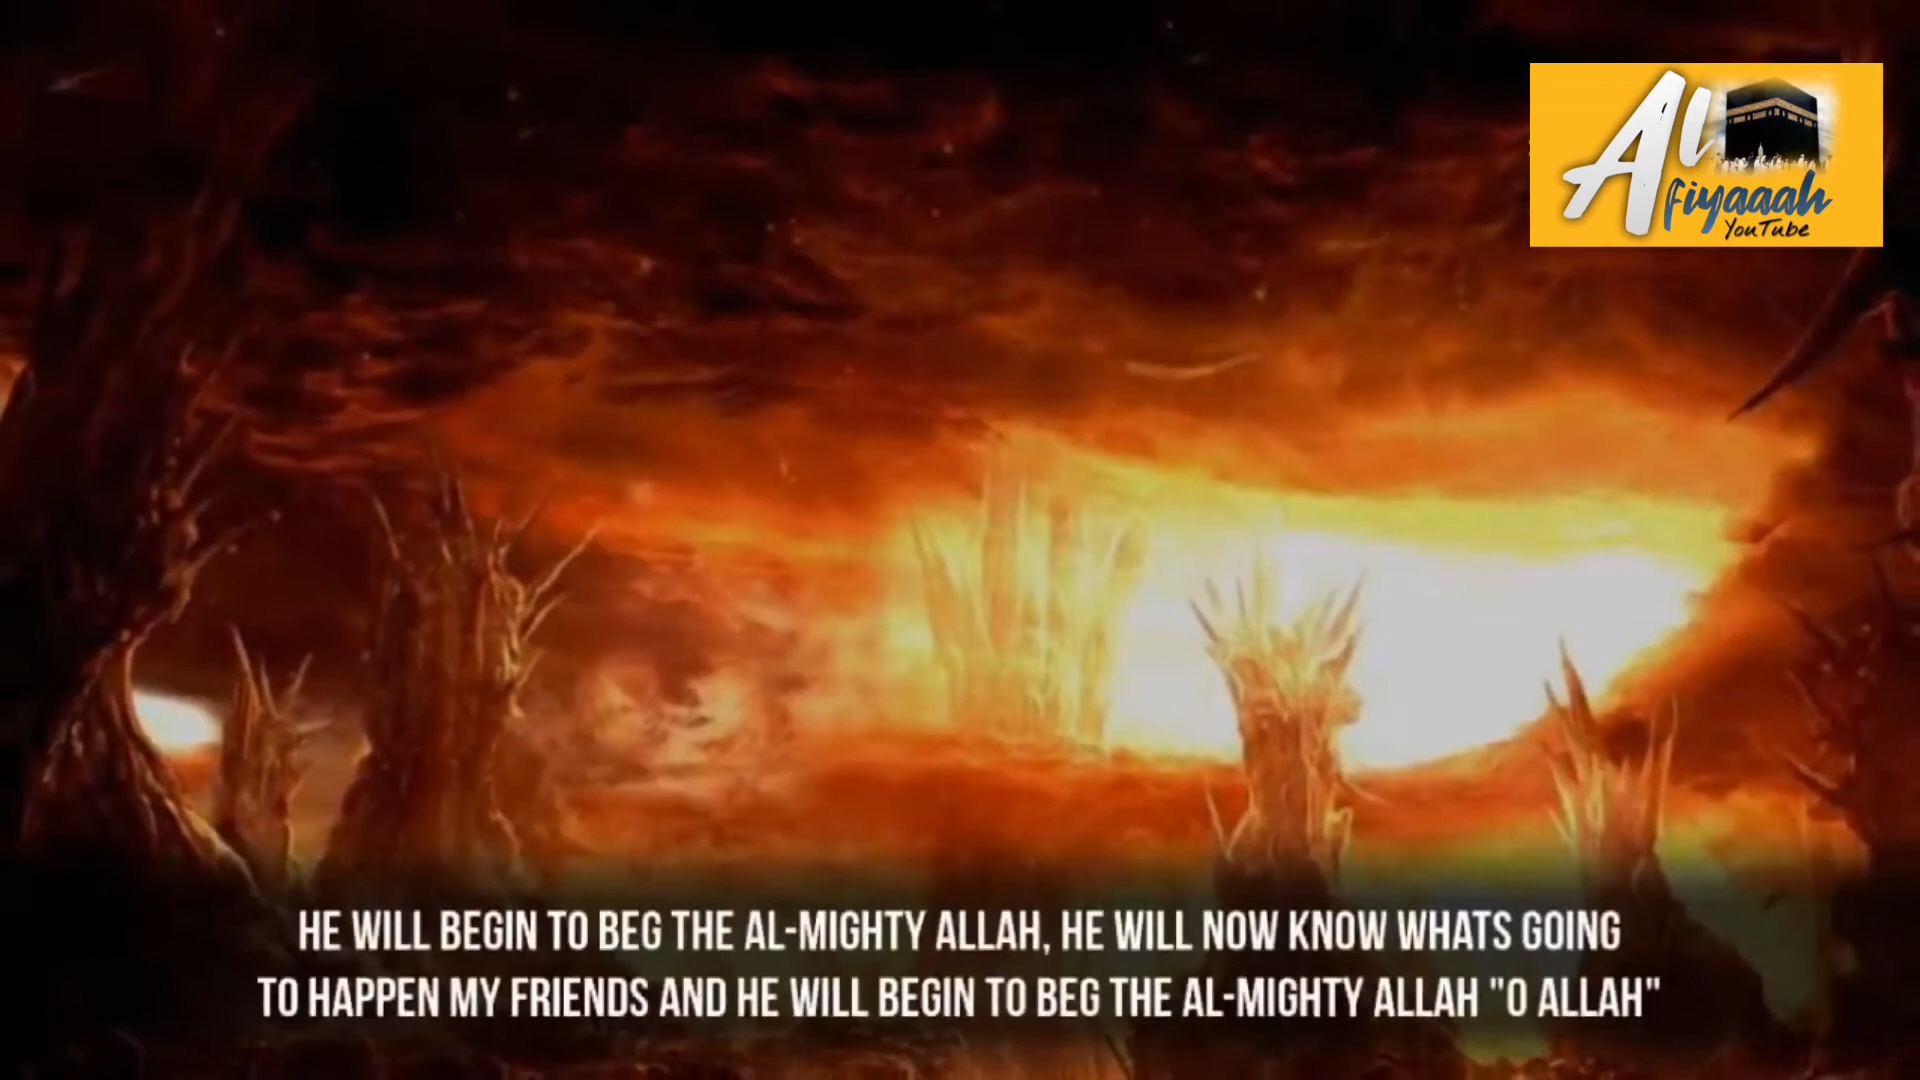 Al
fiyaaah
YouTube
HE WILL BEGIN TO BEG THE AL-MIGHTY ALLAH, HE WILL NOW KNOW WHATS GOING
TO HAPPEN MY FRIENDS AND HE WILL BEGIN TO BEG THE AL-MIGHTY ALLAH "O ALLAH"